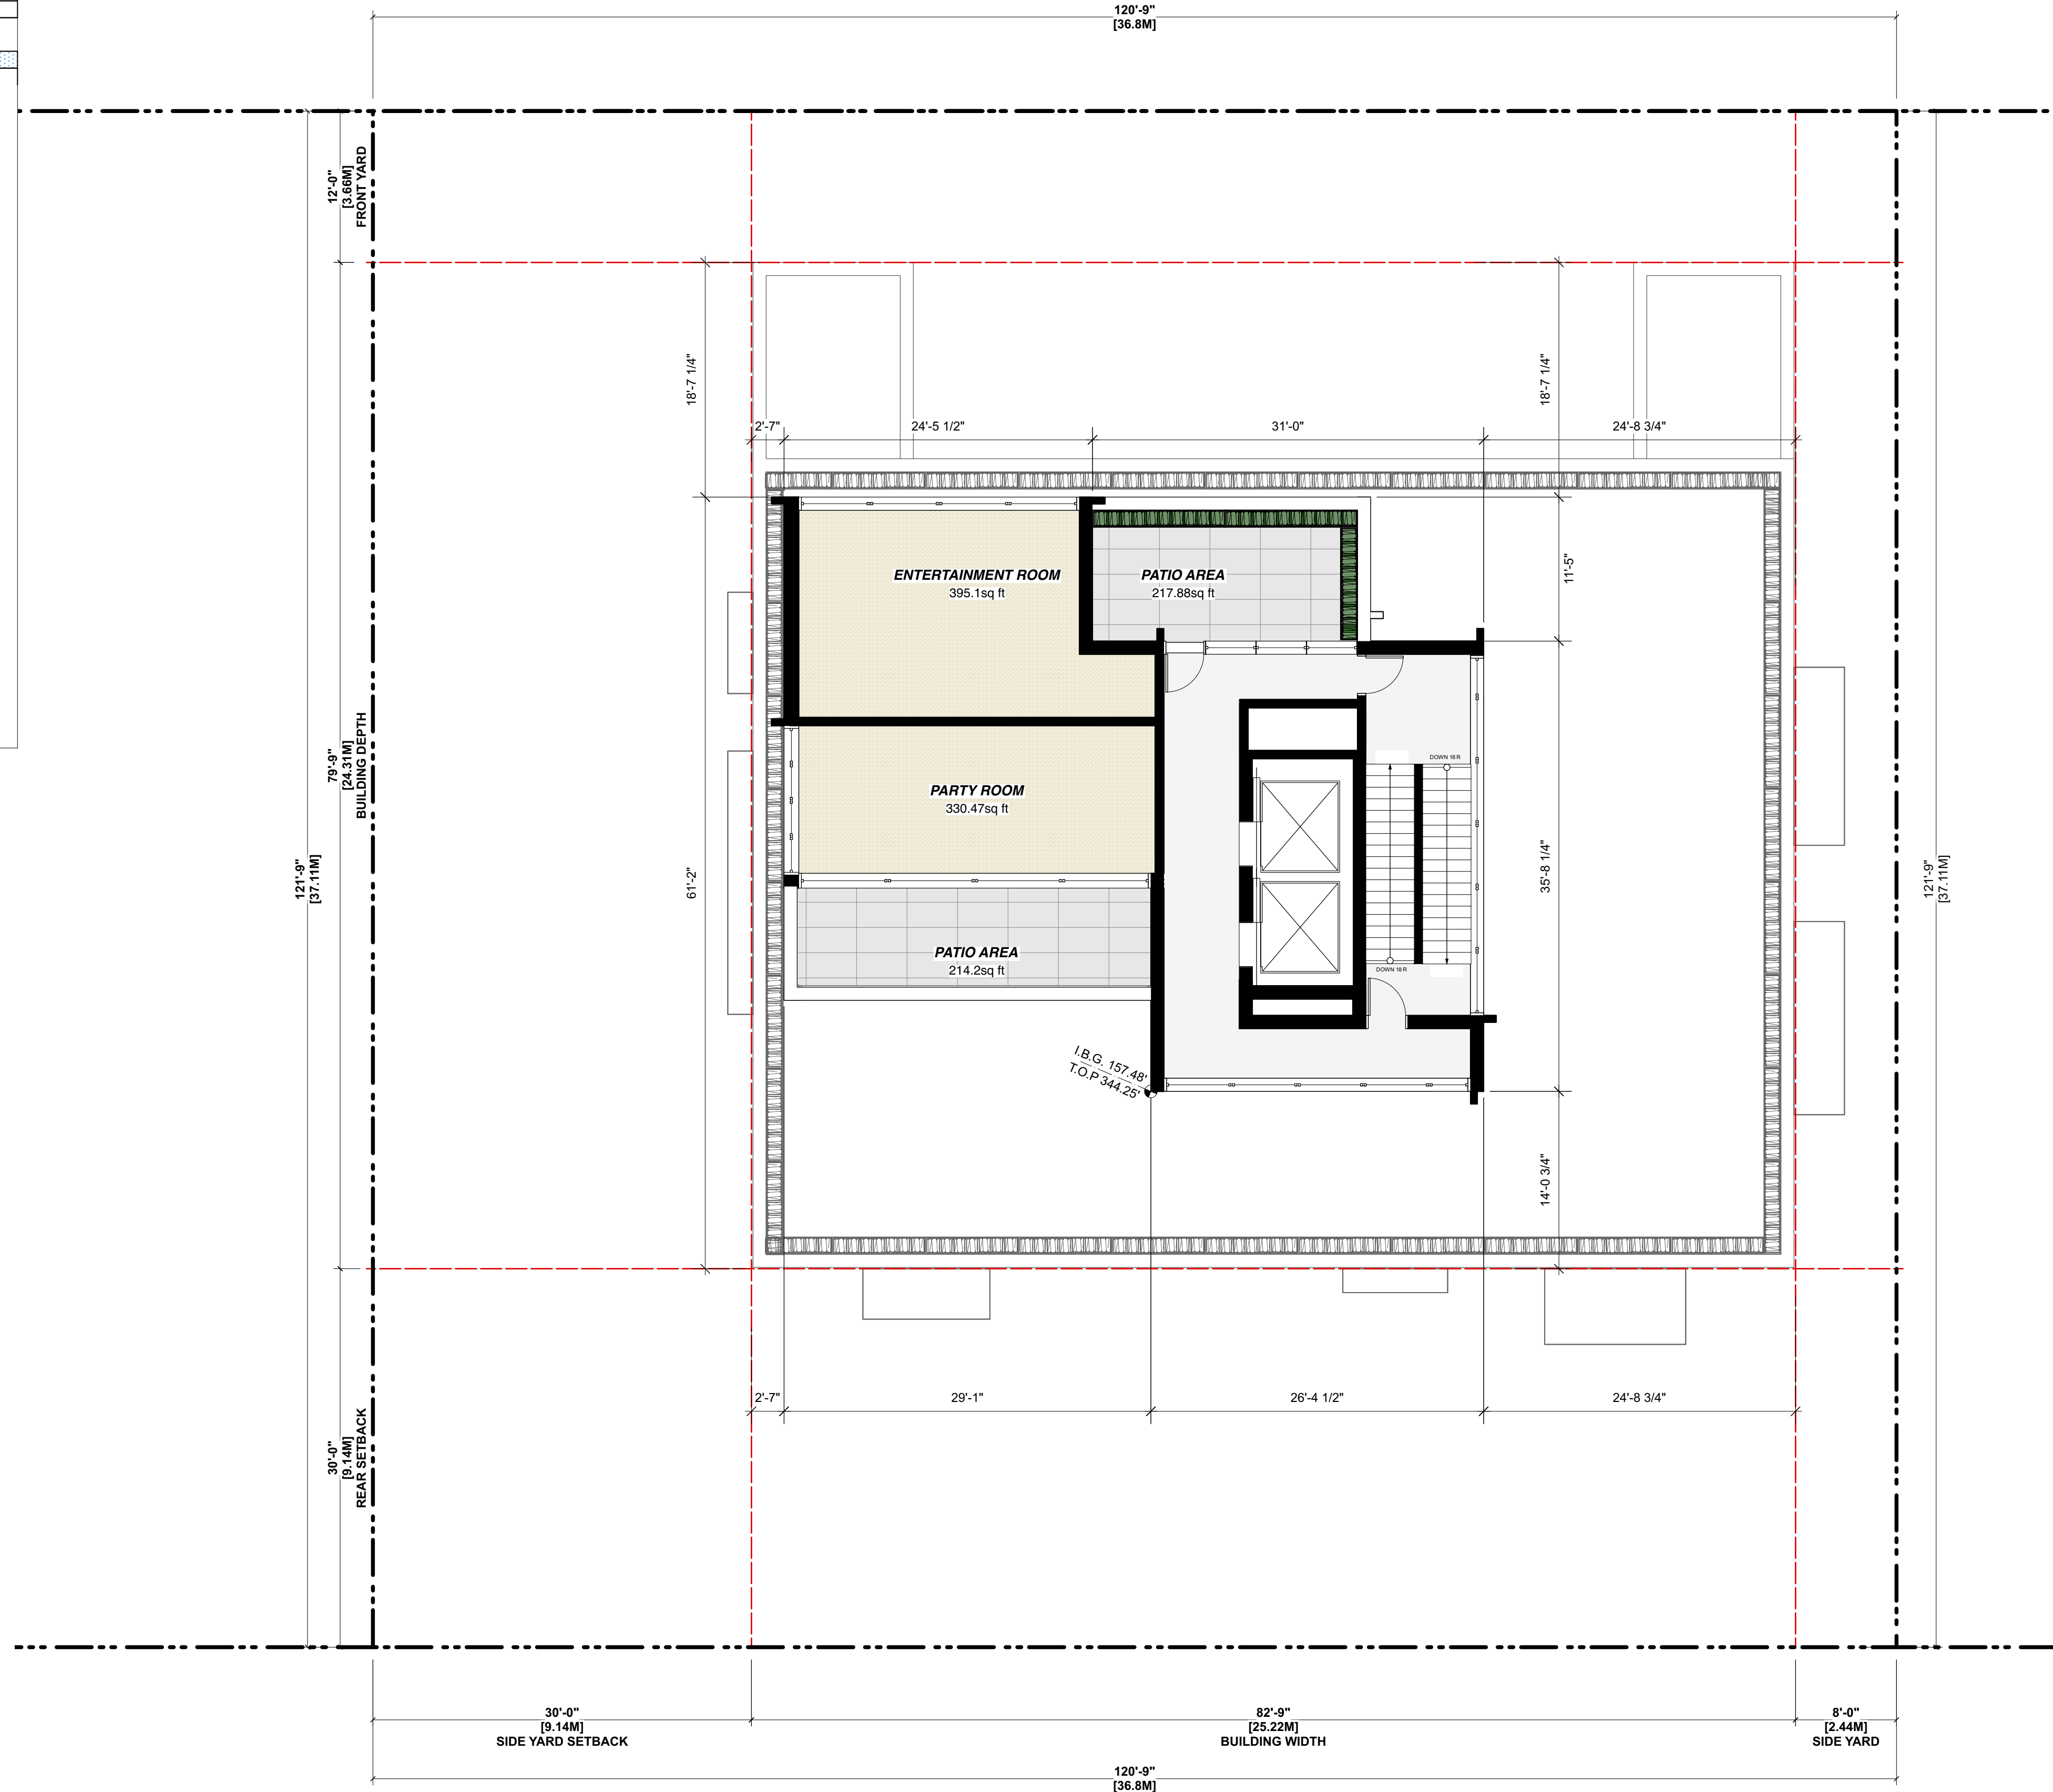 120'-9"
[36.8M]
12'-0"
[3.66M]
FRONT YARD
18'-7 1/4"
18'-7 1/4"
2'-7"
24'-5 1/2"
31'-0"
24'-8 3/4"
ENTERTAINMENT ROOM
395.1sq ft
PATIO AREA
217.88sq ft
11'-5"
79'-9"
[24.31M]
BUILDING DEPTH
DOWN 18 R
PARTY ROOM
330.47sq ft
121'-9"
[37.11M]
61'-2"
35'-8 1/4"
121'-9"
[37.11M]
PATIO AREA
214.2sq ft
DOWN 18 R
I.B.G. 157.48'
T.O.P 344.25'
14'-0 3/4"
2'-7"
29'-1"
26'-4 1/2"
24'-8 3/4"
30'-0"
[9.14M]
REAR SETBACK
30'-0"
[9.14M]
SIDE YARD SETBACK
82'-9"
[25.22M]
BUILDING WIDTH
8'-0"
[2.44M]
SIDE YARD
120'-9"
[36.8M]